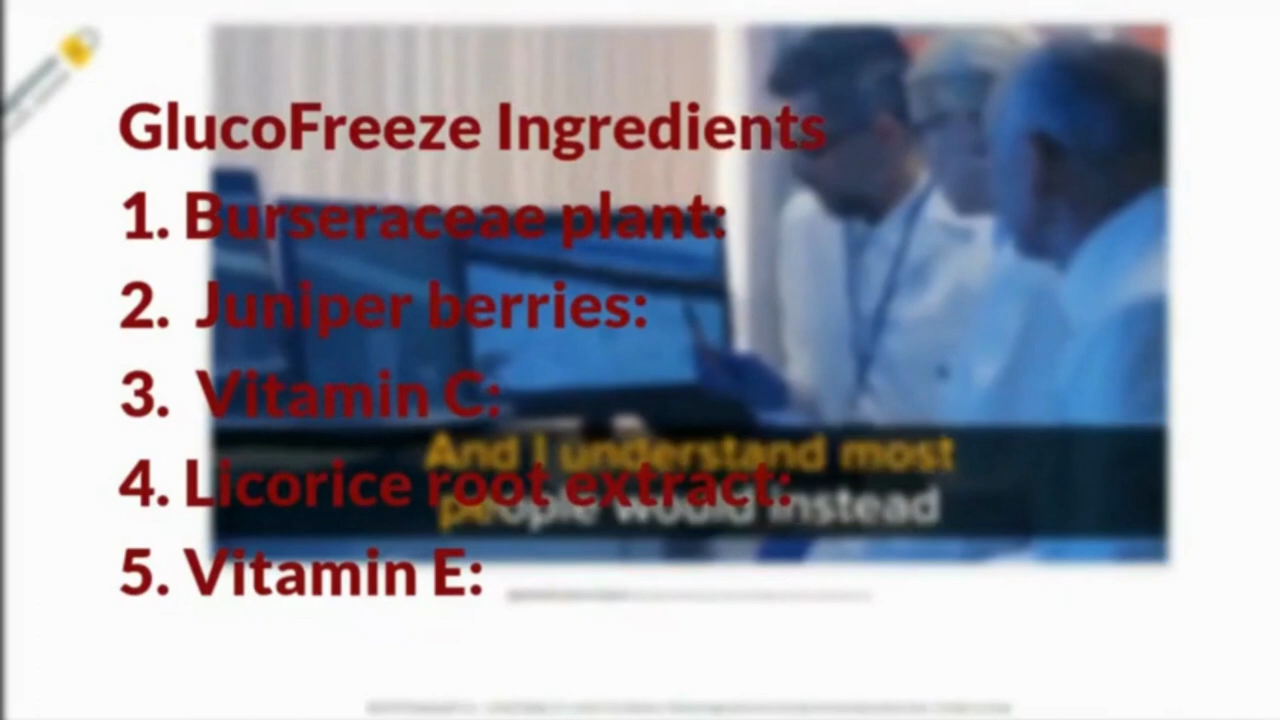 GlucoFreeze Ingredients
1. Burseraceae plant:
2. Juniper berries:
3. Vitamin C:
And I understand most
4. Licorice root extract:
people would instead
5. Vitamin E: